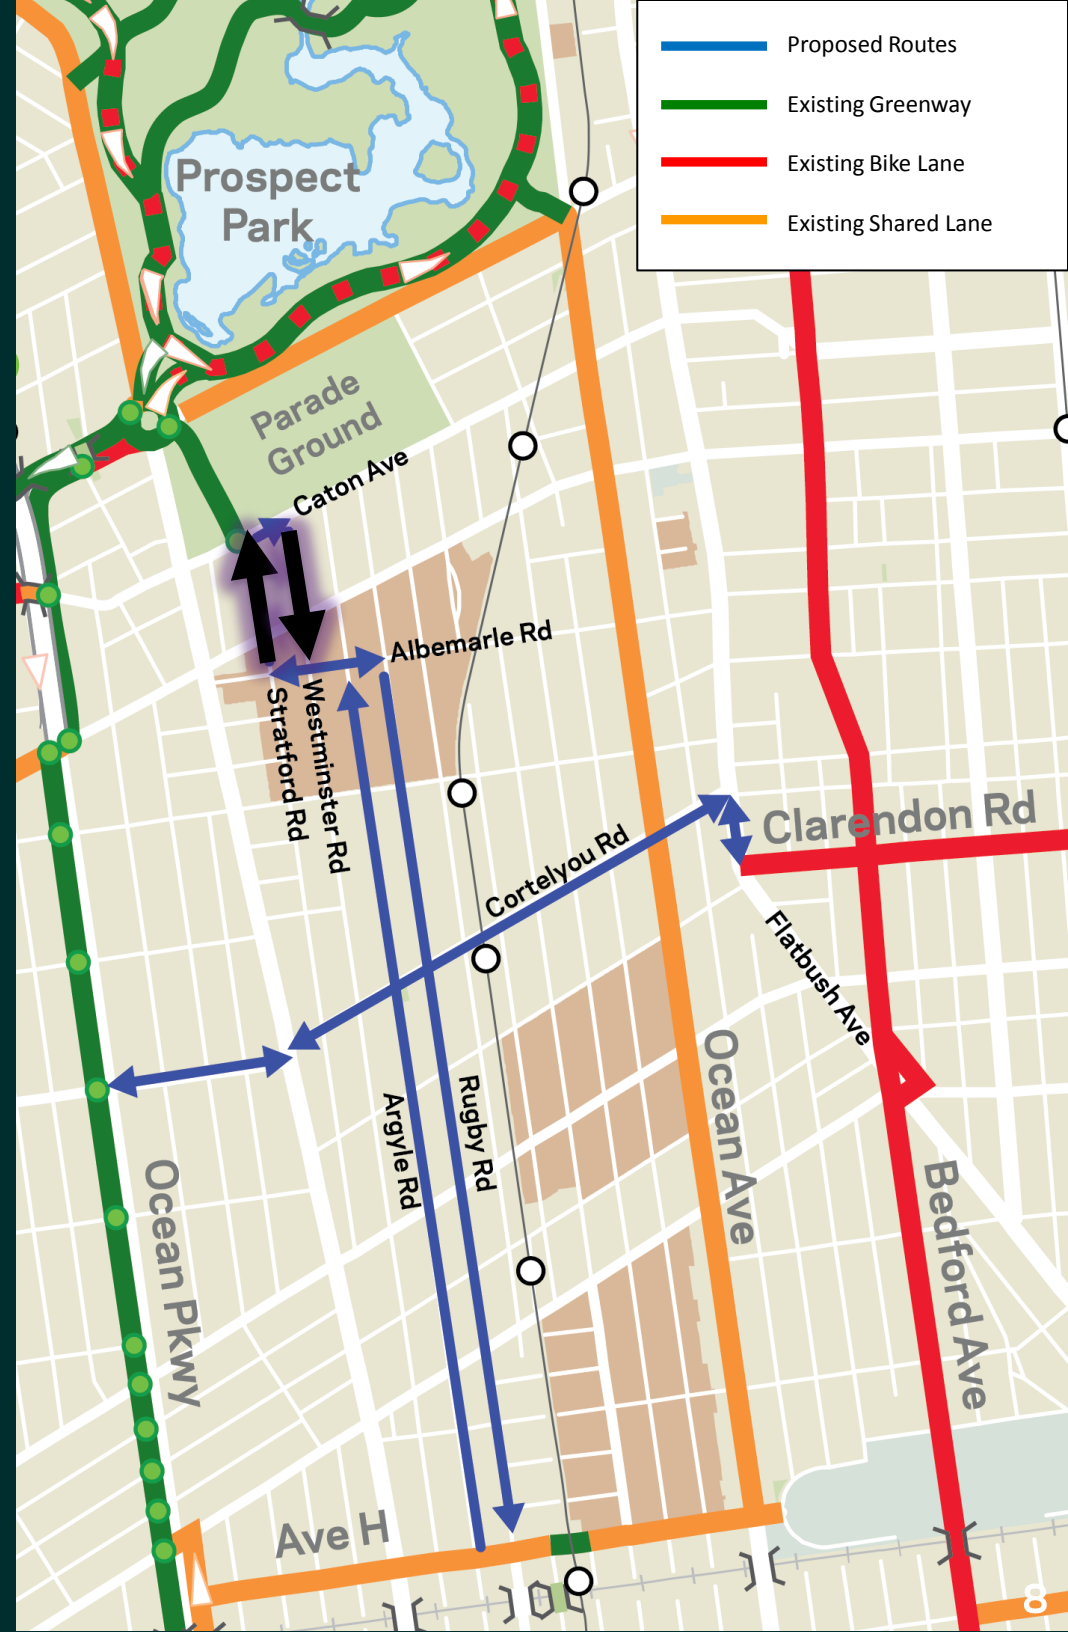 Proposed Routes
Existing Greenway
Existing Bike Lane
Existing Shared Lane
Prospect
Park
Parade
Ground
Caton Ave
Albemarle Rd
Westminster Rd
Stratford Rd
Clarendon Rd
Cortelyou Rd
Flatbush Ave
Ocean Ave
Rugby Rd
Argyle Rd
Ocean Pkwy
Bedford Ave
Ave H
8